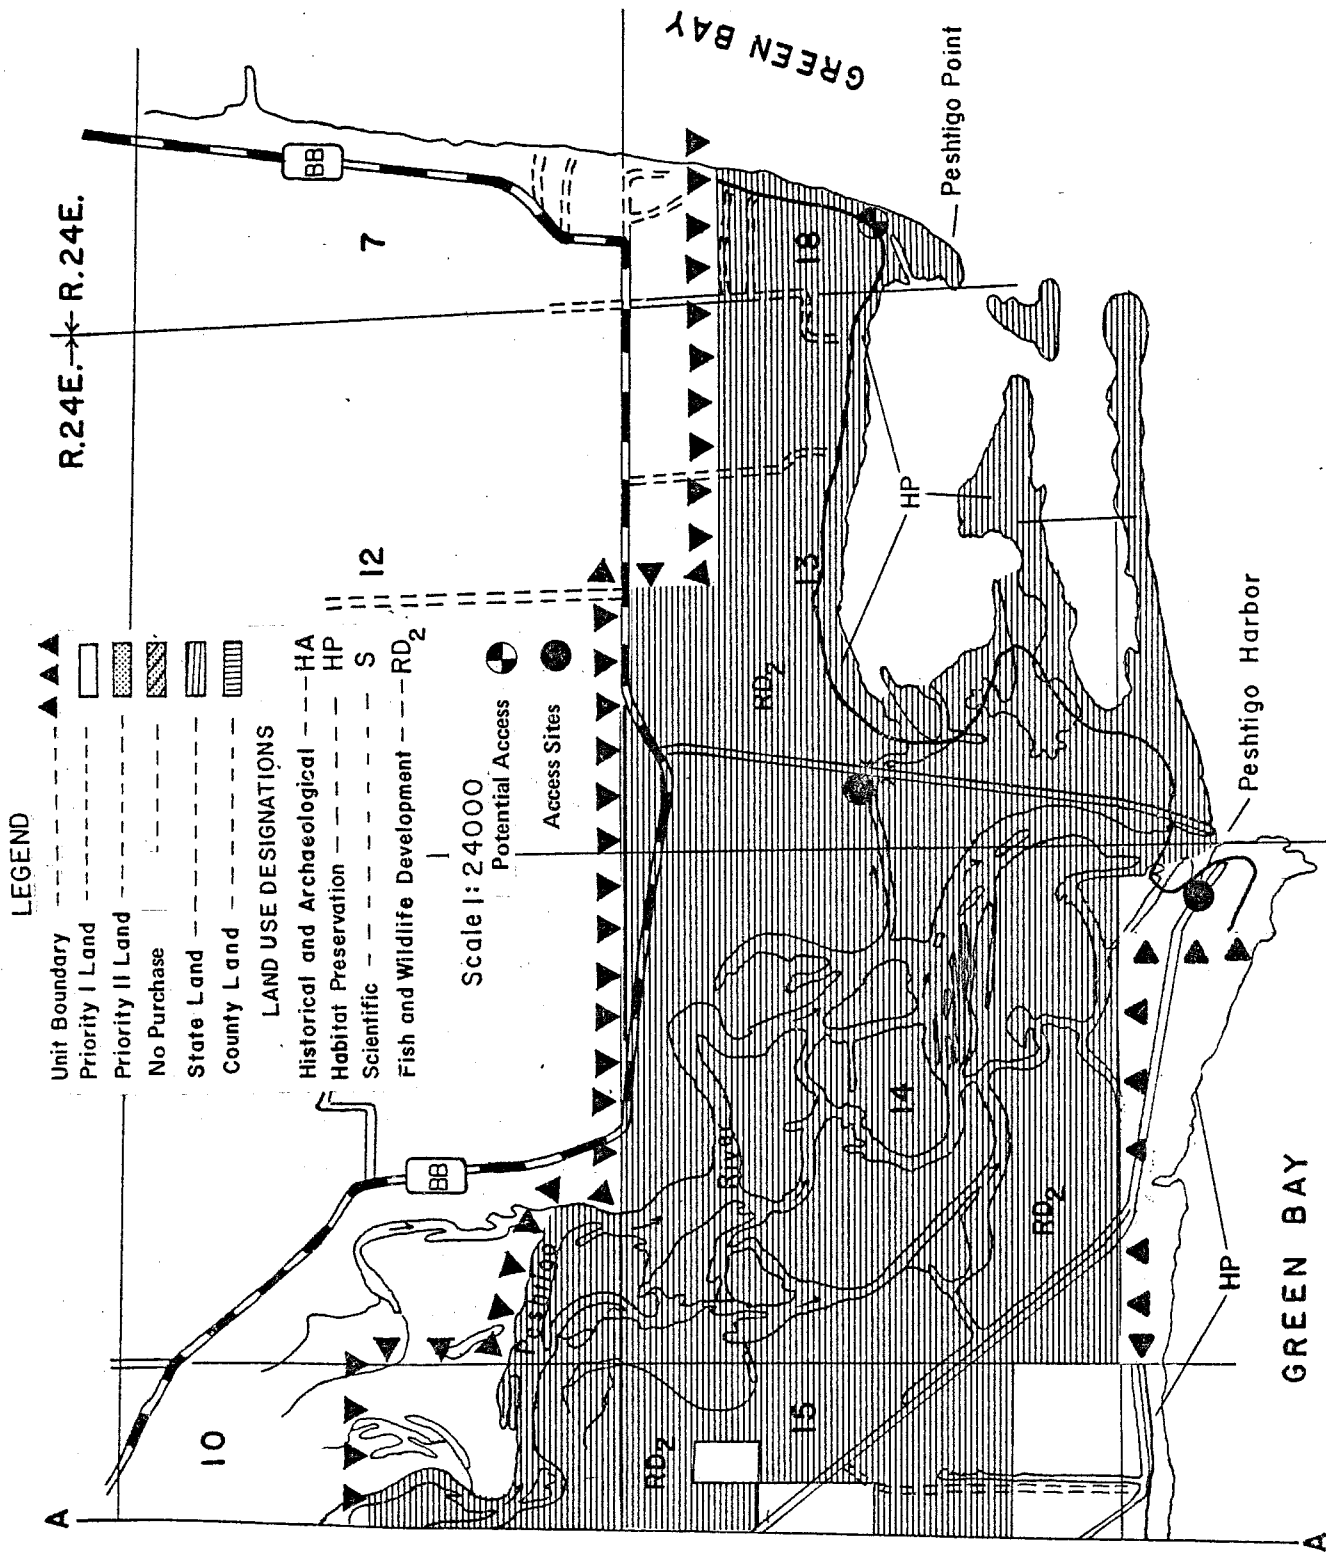 LEGEND
Unit Boundary
Priority I Land
Priority II Land
No Purchase
State Land
County Land
LAND USE DESIGNATIONS
Historical and Archaeological --- HA
Habitat Preservation --- HP
Scientific --- S
Fish and Wildlife Development --- RD2
Scale 1:24000
Potential Access
Access Sites
R.24E. R.24E.
BB
7
12
10
BB
GREEN BAY
Peshtigo Point
18
13
HP
RD2
Peshtigo Harbor
Peshtigo
River
14
RD2
15
RD2
HP
GREEN BAY
A
A